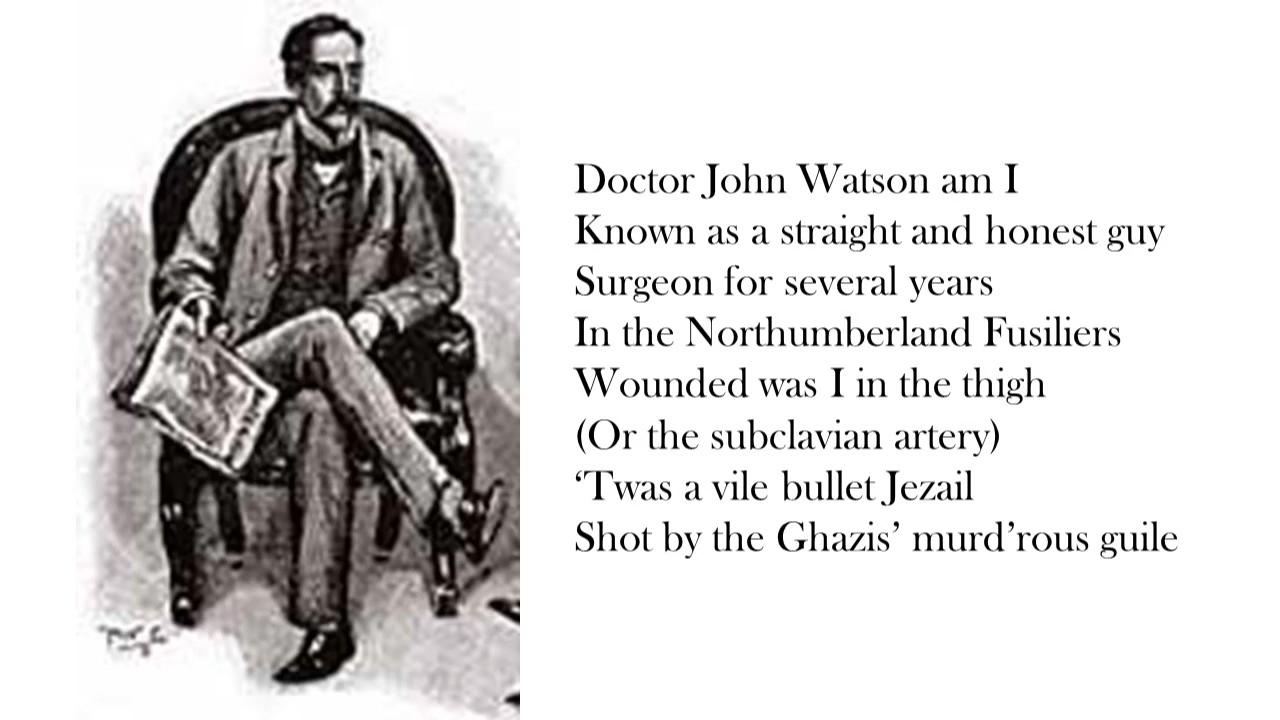 Doctor John Watson am I
Known as a straight and honest guy
Surgeon for several years
In the Northumberland Fusiliers
Wounded was I in the thigh
(Or the subclavian artery)
‘Twas a vile bullet Jezail
Shot by the Ghazis’ murd’rous guile